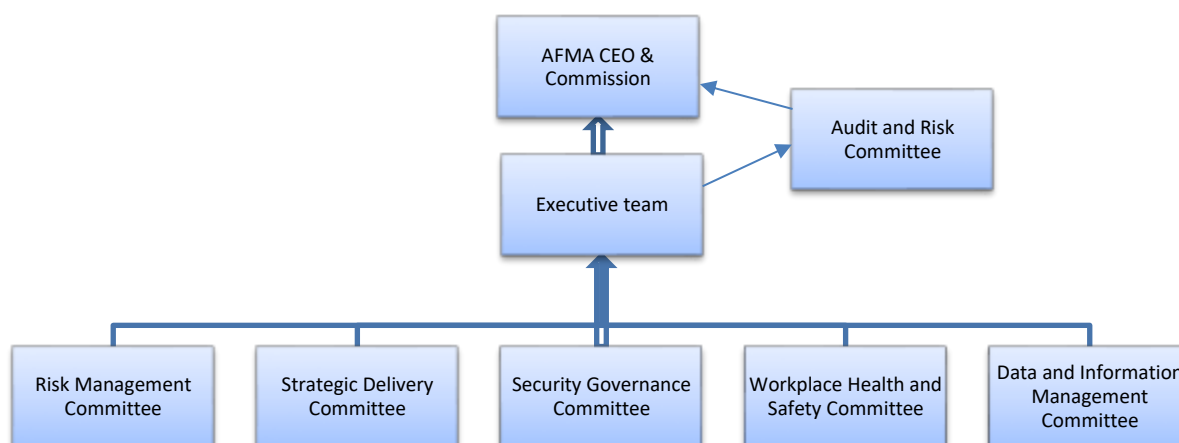 AFMA CEO &
Commission
Audit and Risk
Committee
Executive team
Risk Management
Committee
Strategic Delivery
Committee
Security Governance
Committee
Workplace Health and
Safety Committee
Data and Information
Management
Committee